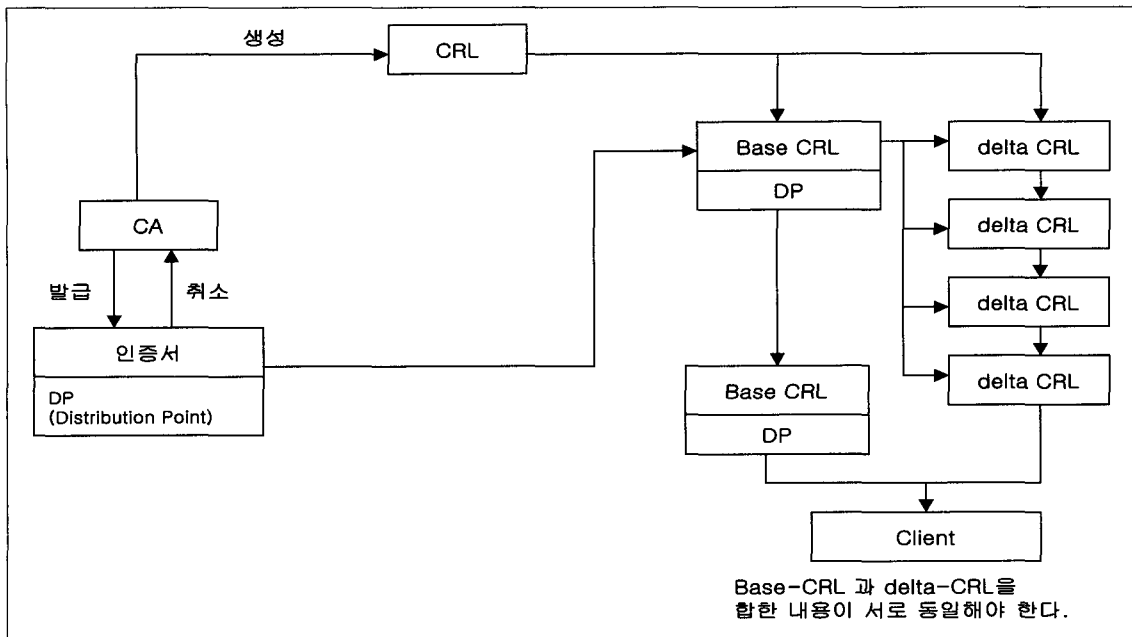 생성
CRL
Base CRL
DP
delta CRL
delta CRL
delta CRL
delta CRL
CA
발급
취소
인증서
DP
(Distribution Point)
Base CRL
DP
Client
Base-CRL 과 delta-CRL을
합한 내용이 서로 동일해야 한다.